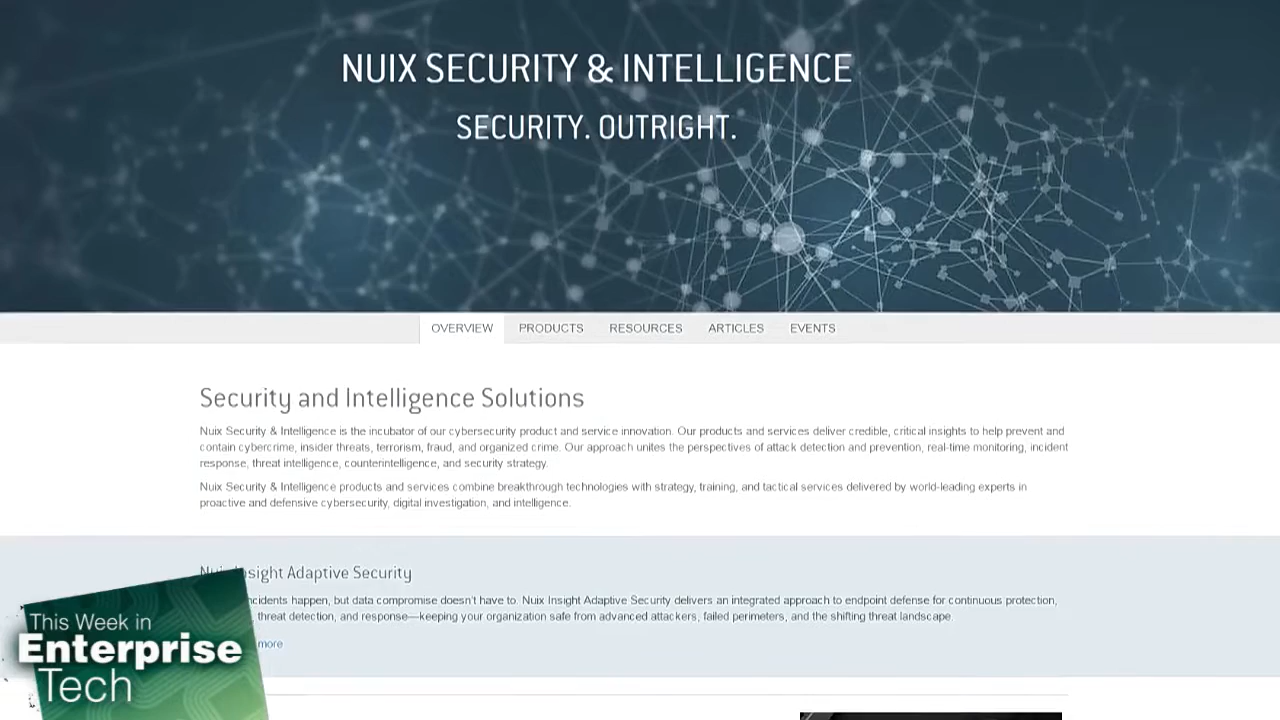 NUIX SECURITY & INTELLIGENCE
SECURITY. OUTRIGHT.
OVERVIEW PRODUCTS RESOURCES ARTICLES EVENTS
Security and Intelligence Solutions
Nuix Security & Intelligence is the incubator of our cybersecurity product and service innovation. Our products and services deliver credible, critical insights to help prevent and
contain cybercrime, insider threats, terrorism, fraud, and organized crime. Our approach unites the perspectives of attack detection and prevention, real-time monitoring, incident
response, threat intelligence, counterintelligence, and security strategy.
Nuix Security & Intelligence products and services combine breakthrough technologies with strategy, training, and tactical services delivered by world-leading experts in
proactive and defensive cybersecurity, digital investigation, and intelligence.
Adaptive Security
happen, but data compromise doesn't have to. Nuix Insight Adaptive Security delivers an integrated approach to endpoint defense for continuous protection,
threat detection, and response—keeping your organization safe from advanced attackers, failed perimeters, and the shifting threat landscape.
more
This Week in
Enterprise
Tech